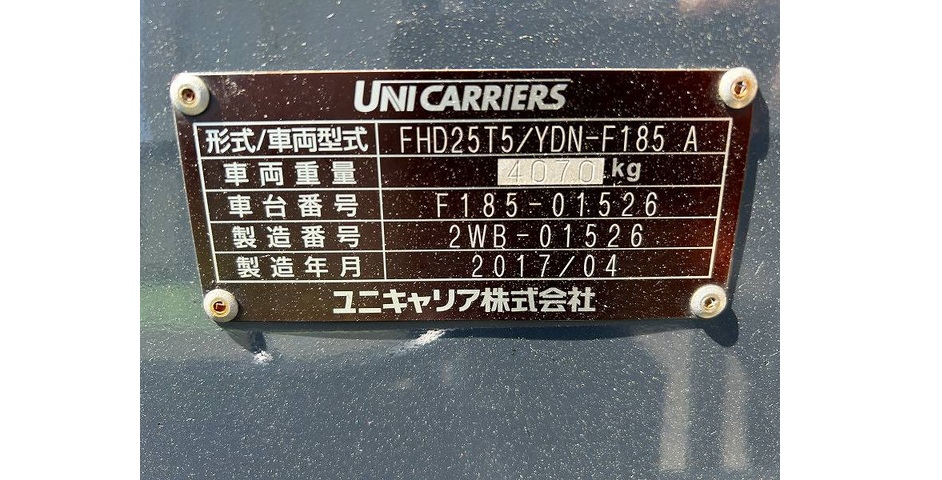 UNICARRIERS
形式/車両型式 FHD25T5/YDN-F185 A
車両重量 4070 kg
車台番号 F185-01526
製造番号 2WB-01526
製造年月 2017/04
ユニキャリア株式会社